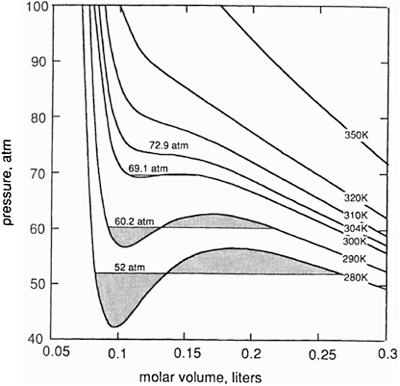 100
90
80
70
60
50
40
pressure, atm
72.9 atm
69.1 atm
60.2 atm
52 atm
350K
320K
310K
304K
300K
290K
280K
0.05
0.1
0.15
0.2
0.25
0.3
molar volume, liters